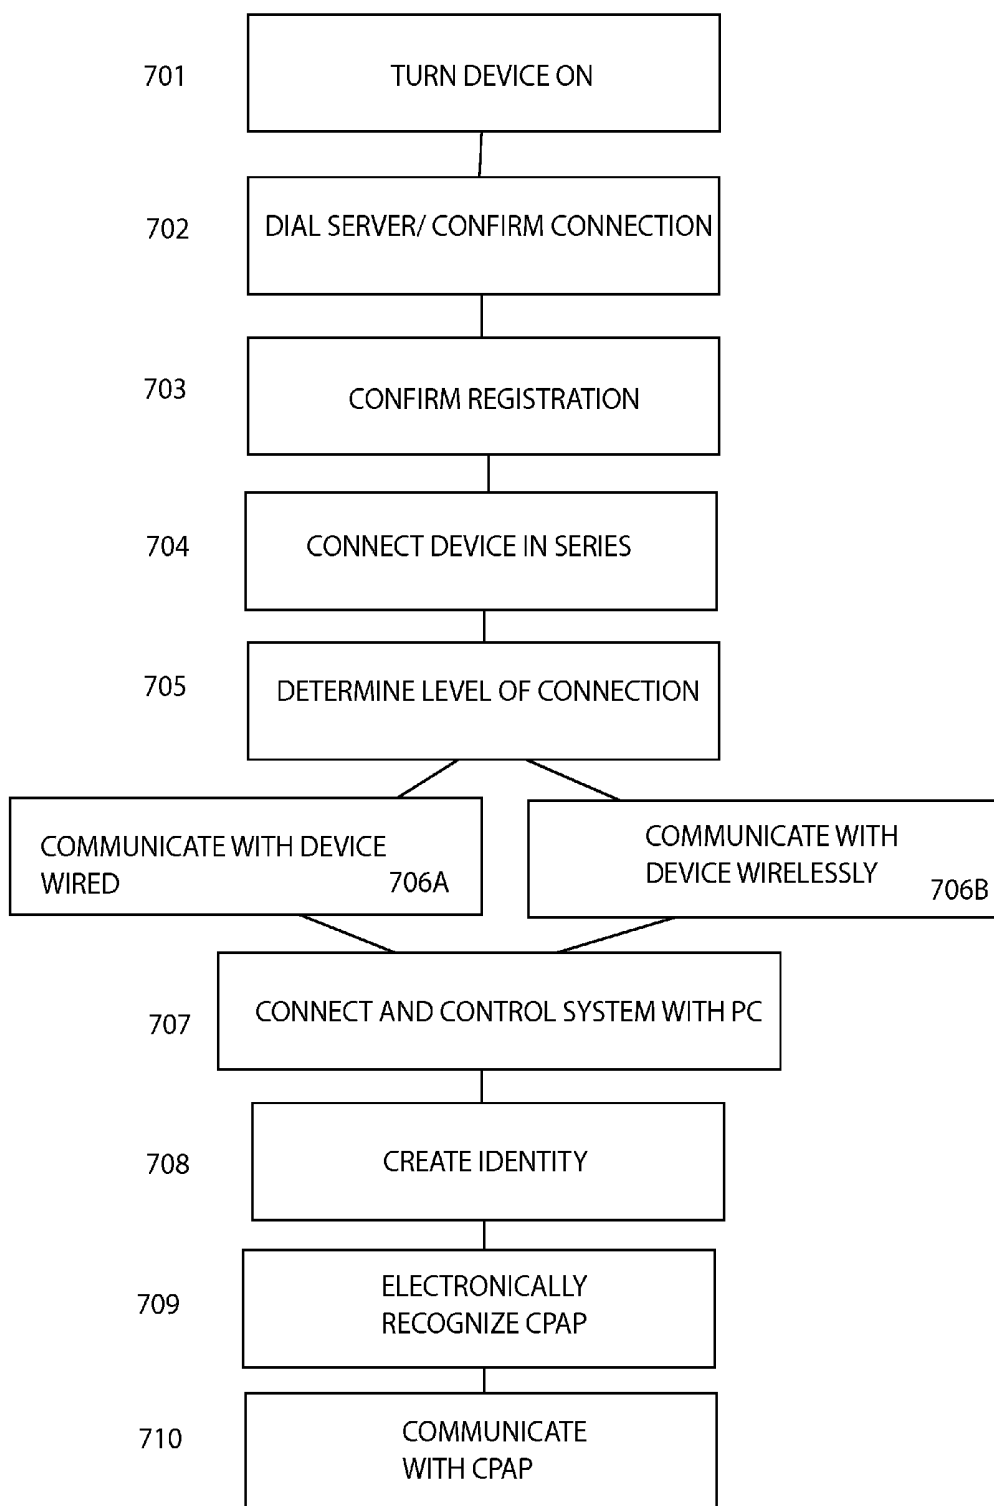 701
TURN DEVICE ON
702
DIAL SERVER/ CONFIRM CONNECTION
703
CONFIRM REGISTRATION
704
CONNECT DEVICE IN SERIES
705
DETERMINE LEVEL OF CONNECTION
COMMUNICATE WITH DEVICE
WIRED
706A
COMMUNICATE WITH
DEVICE WIRELESSLY
706B
707
CONNECT AND CONTROL SYSTEM WITH PC
708
CREATE IDENTITY
709
ELECTRONICALLY
RECOGNIZE CPAP
710
COMMUNICATE
WITH CPAP